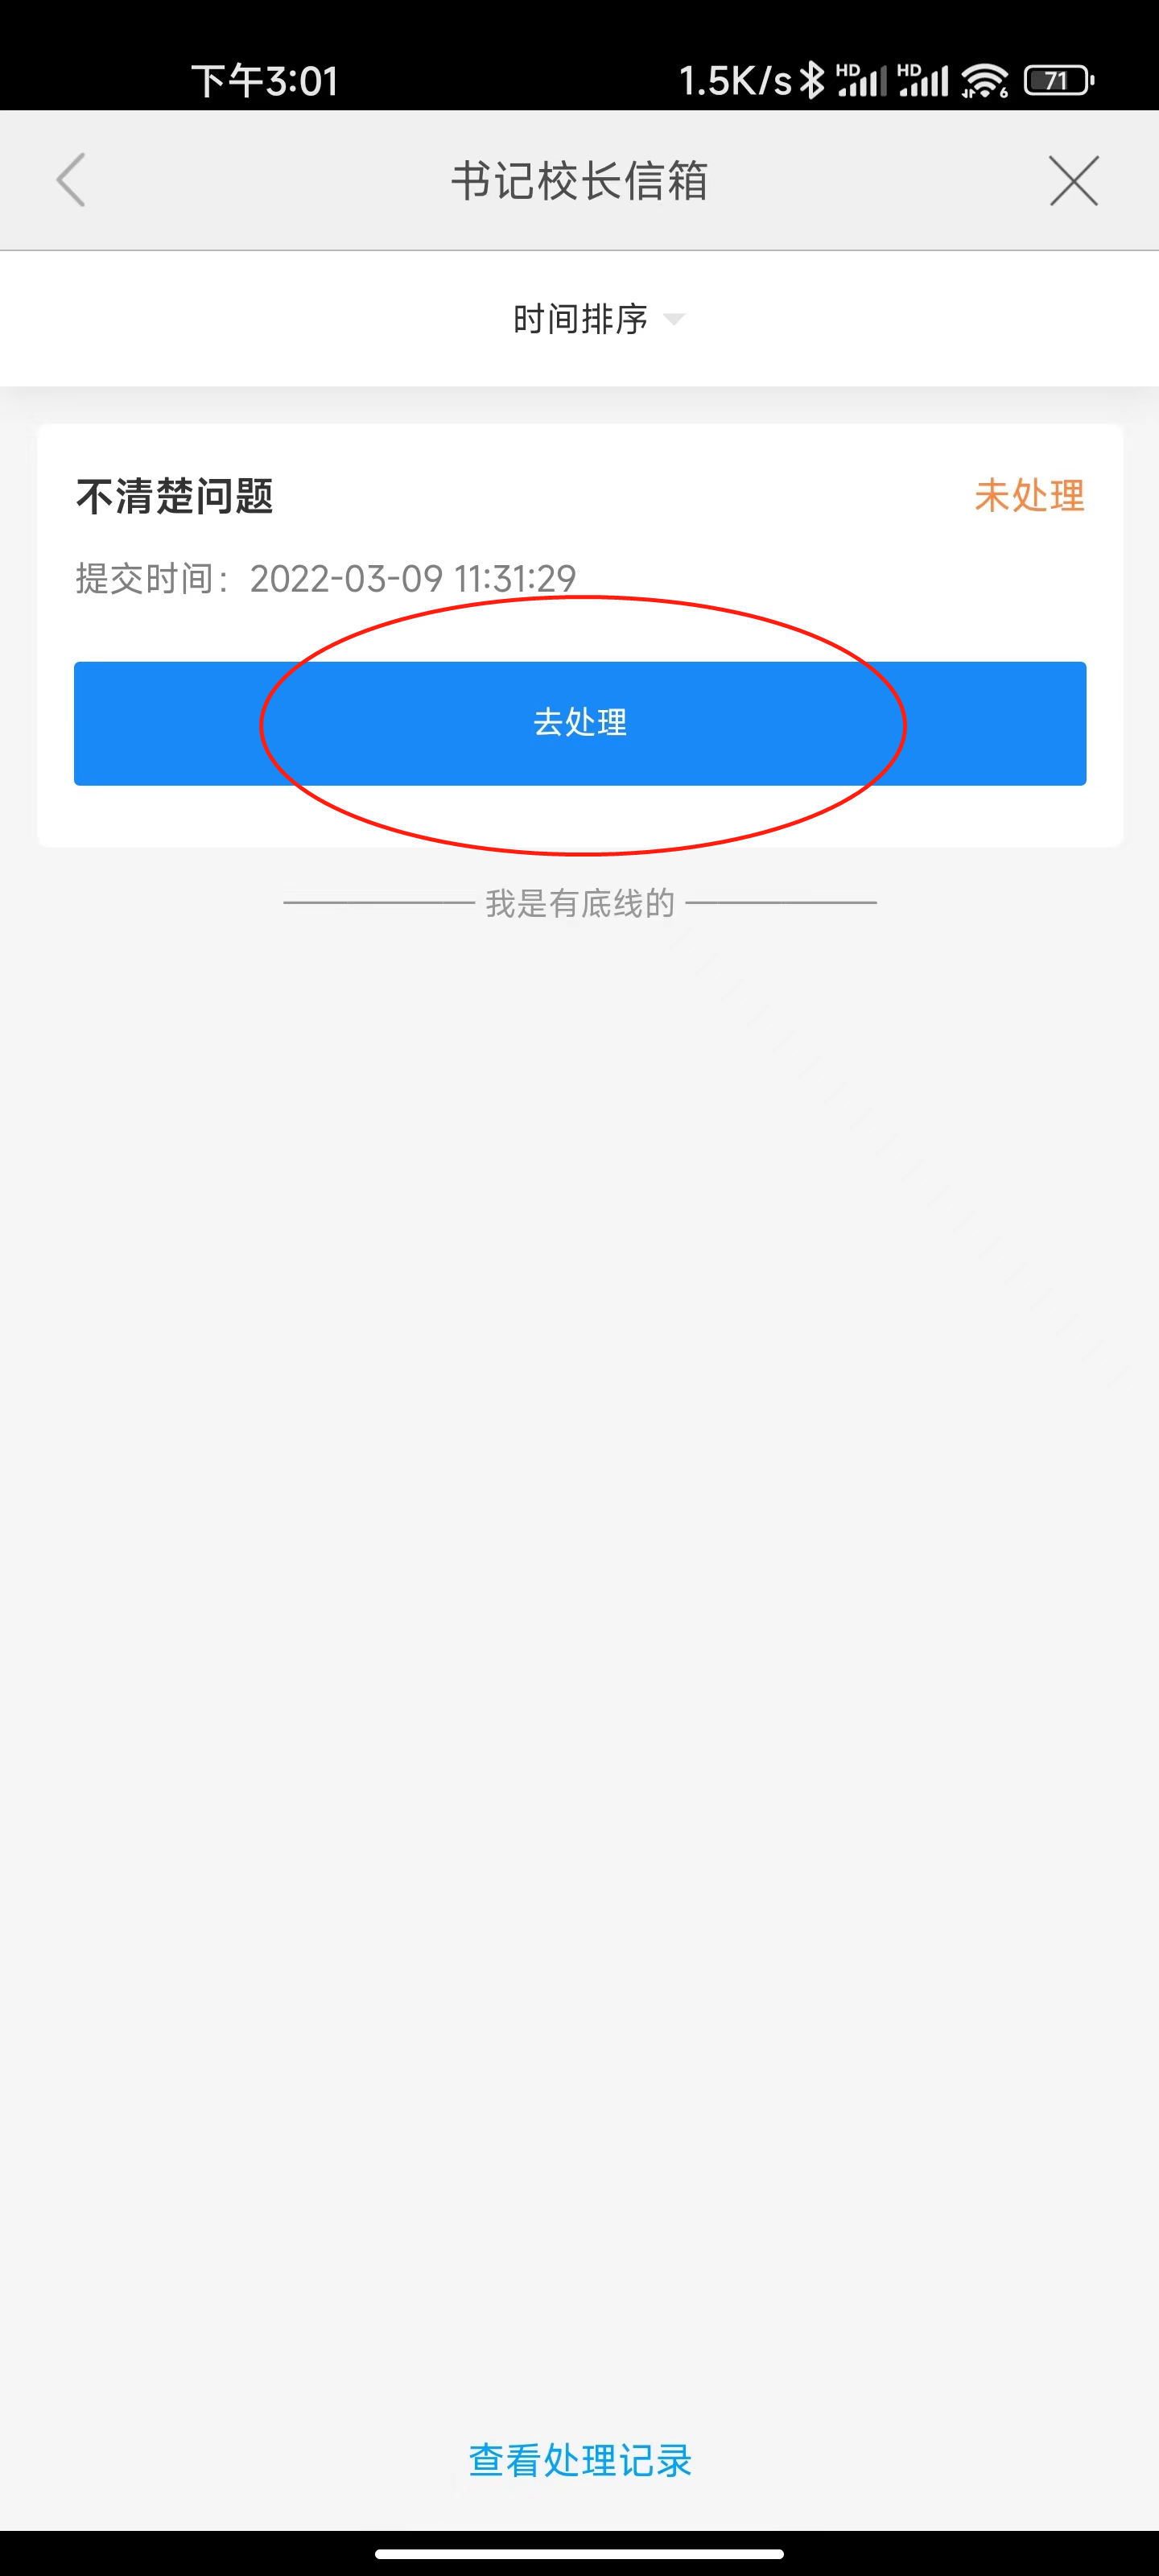 下午3:01 1.5K/s HD HD 6 71
书记校长信箱
时间排序
不清楚问题 未处理
提交时间：2022-03-09 11:31:29
去处理
我是有底线的
查看处理记录